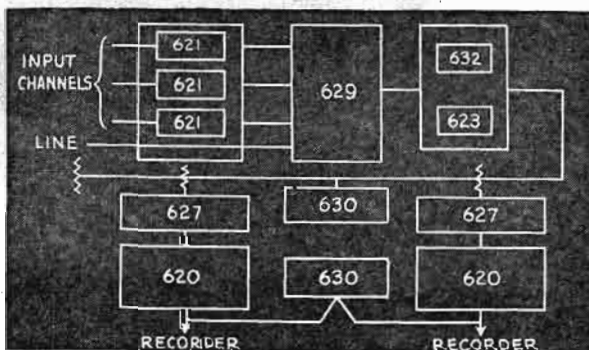 621
INPUT
CHANNELS
621
621
LINE
629
632
623
627
630
627
620
630
620
RECORDER
RECORDER